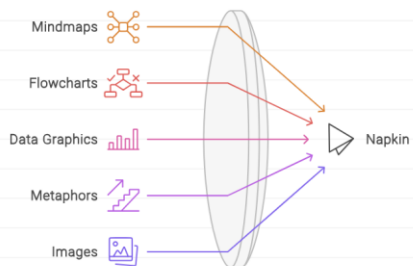 Mindmaps
Flowcharts
Data Graphics
Napkin
Metaphors
Images